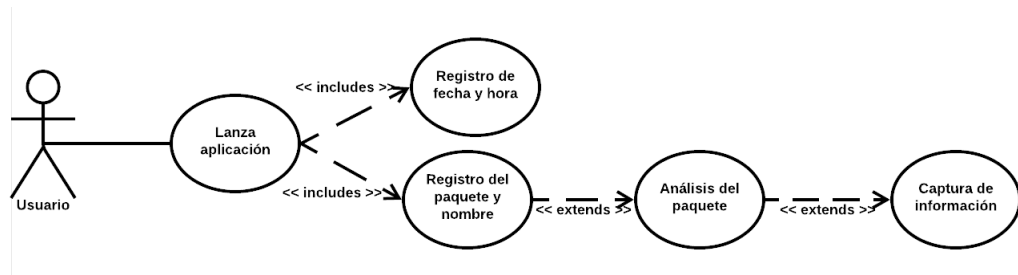 << includes >>
Registro de
fecha y hora
Lanza
aplicación
Usuario
<< includes >>
Registro del
paquete y
nombre
<< extends >>
Análisis del
paquete
<< extends >>
Captura de
información